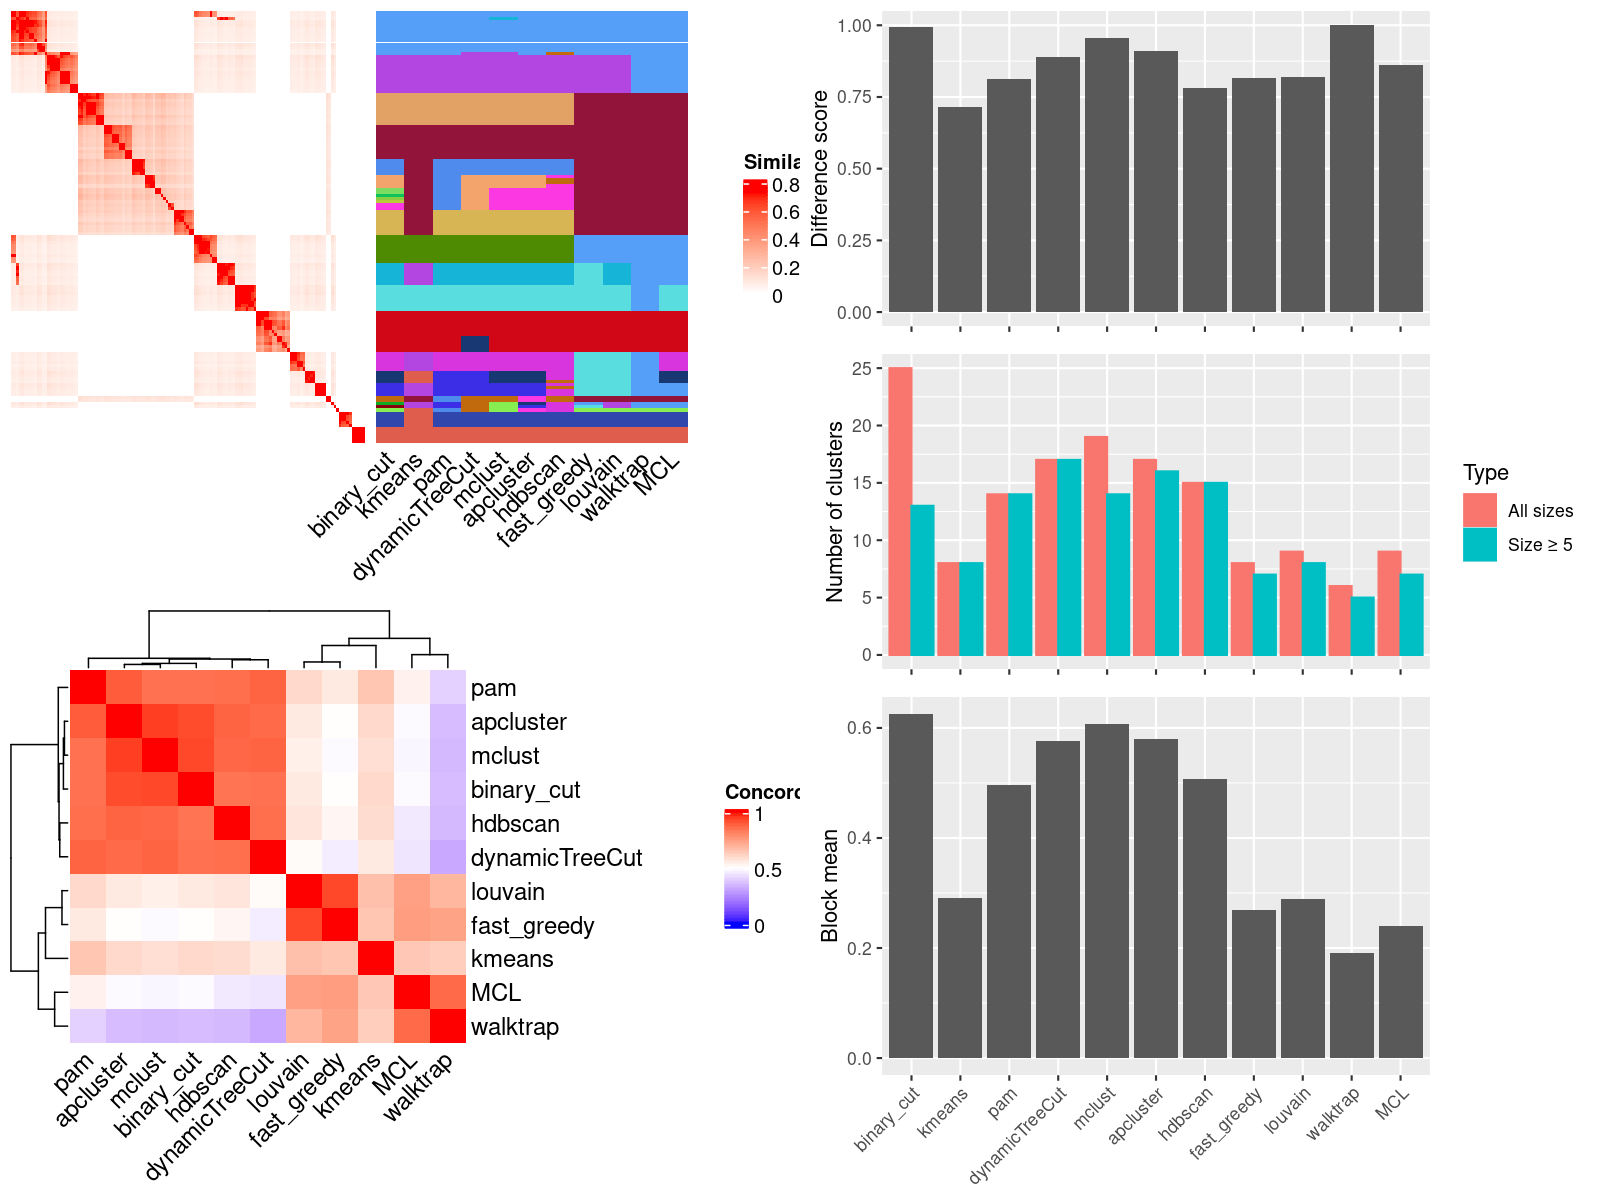 Simila
0.8
0.6
0.4
0.2
0
binary_cut
kmeans
pam
dynamicTreeCut
mclust
apcluster
hdbscan
fast_greedy
louvain
walktrap
MCL
Difference score
1.00
0.75
0.50
0.25
0.00
Number of clusters
25
20
15
10
5
0
Type
All sizes
Size ≥ 5
pam
apcluster
mclust
binary_cut
hdbscan
dynamicTreeCut
louvain
fast_greedy
kmeans
MCL
walktrap
pam
apcluster
mclust
binary_cut
hdbscan
dynamicTreeCut
louvain
fast_greedy
kmeans
MCL
walktrap
Concord
1
0.5
0
Block mean
0.6
0.4
0.2
0.0
binary_cut
kmeans
pam
dynamicTreeCut
mclust
apcluster
hdbscan
fast_greedy
louvain
walktrap
MCL